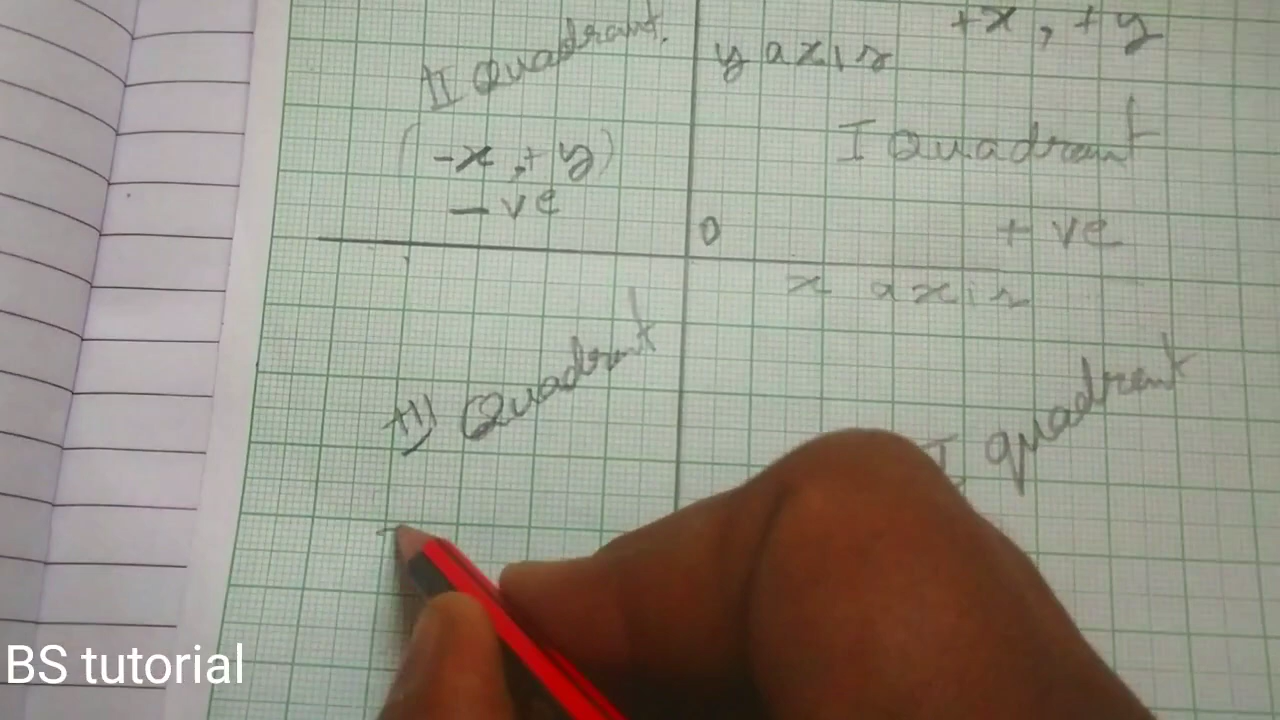 +x, +y
y axis
II Quadrant.
I Quadrant
(-x, +y)
-ve
0
+ve
x axis
III Quadrant
quadrant
BS tutorial